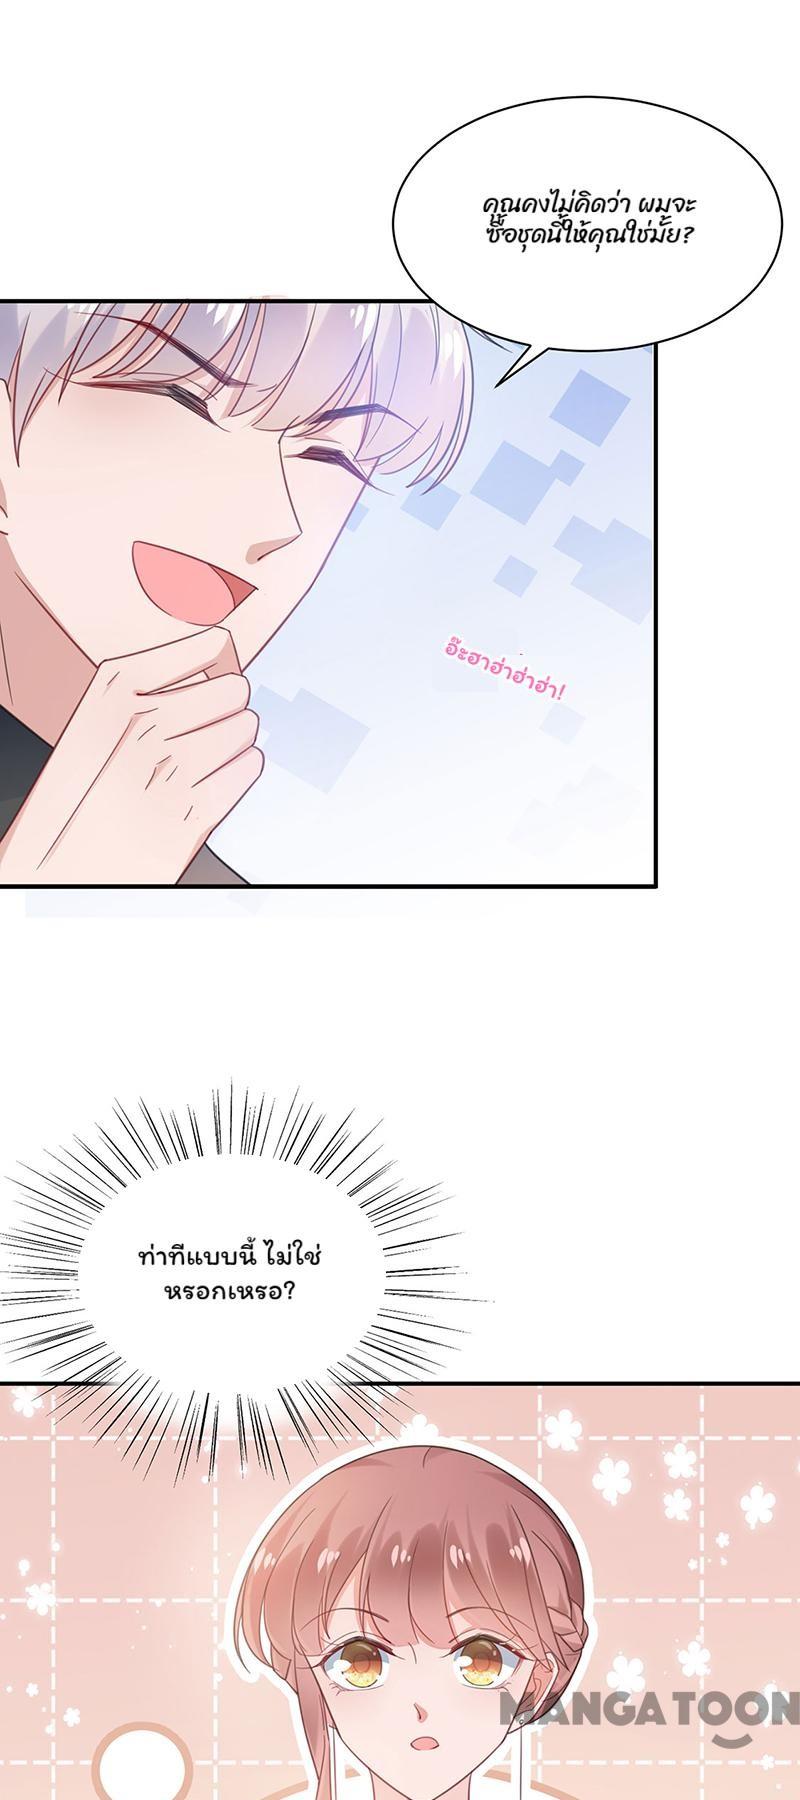 คุณคงไม่คิดว่า ผมจะ
ซื้อชุดนี้ให้คุณใช่มั้ย?
อ๊ะฮาฮ่าฮ่าฮ่า!
ท่าทีแบบนี้ ไม่ใช่
หรอกเหรอ?
MANGATOON